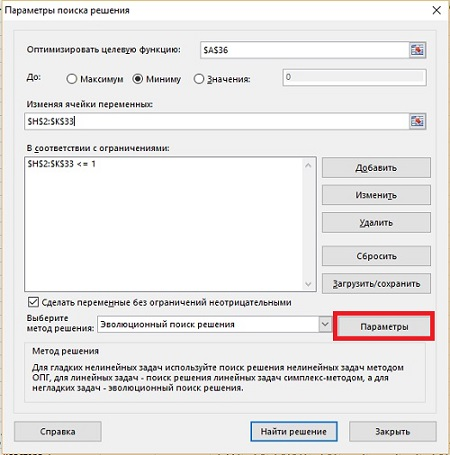 Параметры поиска решения
Оптимизировать целевую функцию: $A$36
До: Максимум Миниму Значения: 0
Изменяя ячейки переменных:
$H$2:$K$33
В соответствии с ограничениями:
$H$2:$K$33 <= 1
Добавить
Изменить
Удалить
Сбросить
Загрузить/сохранить
Сделать переменные без ограничений неотрицательными
Выберите
метод решения: Эволюционный поиск решения Параметры
Метод решения
Для гладких нелинейных задач используйте поиск решения нелинейных задач методом
ОПГ, для линейных задач - поиск решения линейных задач симплекс-методом, а для
негладких задач - эволюционный поиск решения.
Справка Найти решение Закрыть